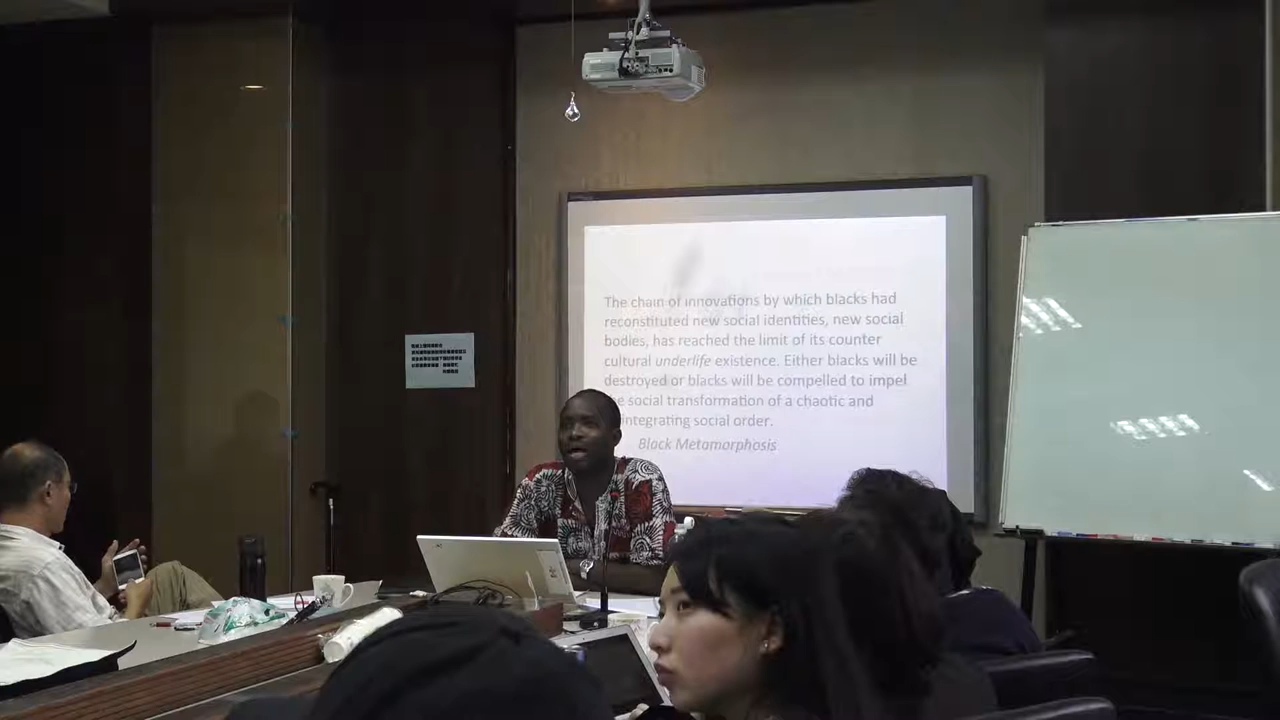 The chain of innovations by which blacks had
reconstituted new social identities, new social
bodies, has reached the limit of its counter
cultural underlife existence. Either blacks will be
destroyed or blacks will be compelled to impel
social transformation of a chaotic and
integrating social order.
Black Metamorphosis